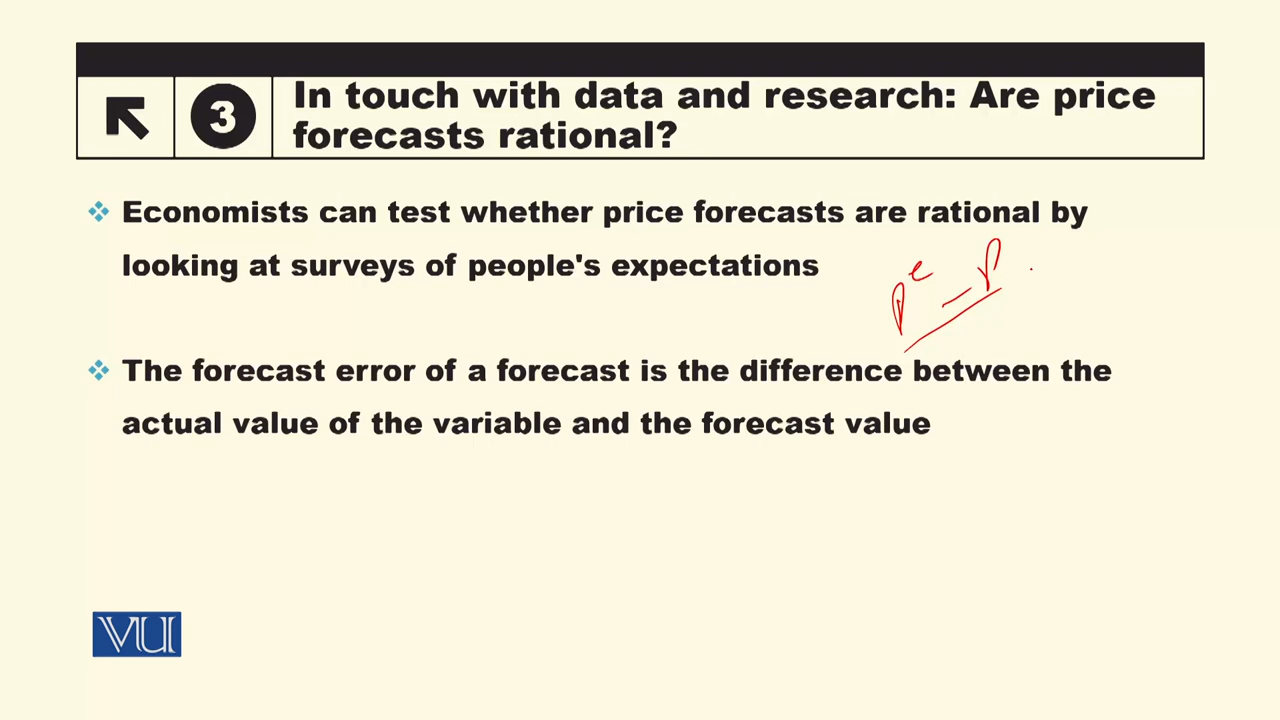 3
In touch with data and research: Are price
forecasts rational?
Economists can test whether price forecasts are rational by
looking at surveys of people's expectations
pᵉ – p
The forecast error of a forecast is the difference between the
actual value of the variable and the forecast value
VU